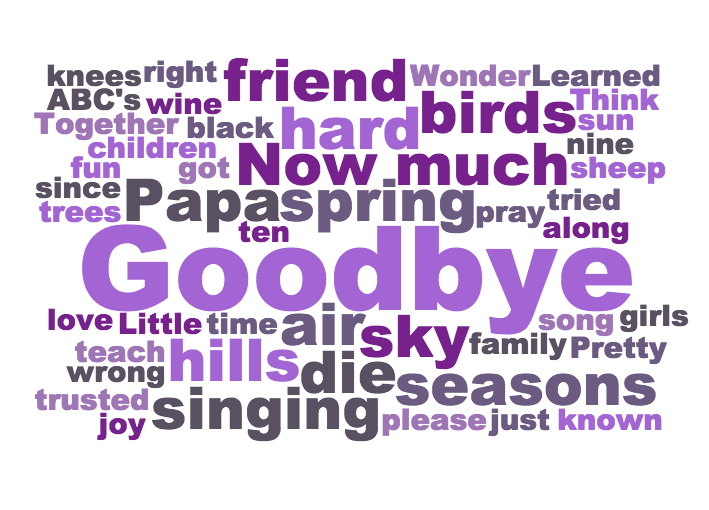 knees right friend Wonder Learned
ABC's wine hard birds Think
Together black sun
children nine
fun got Now much sheep
since Papa spring tried
trees pray
ten along
Goodbye
love Little time air song girls
teach hills sky family Pretty
wrong die
trusted singing seasons
joy please just known